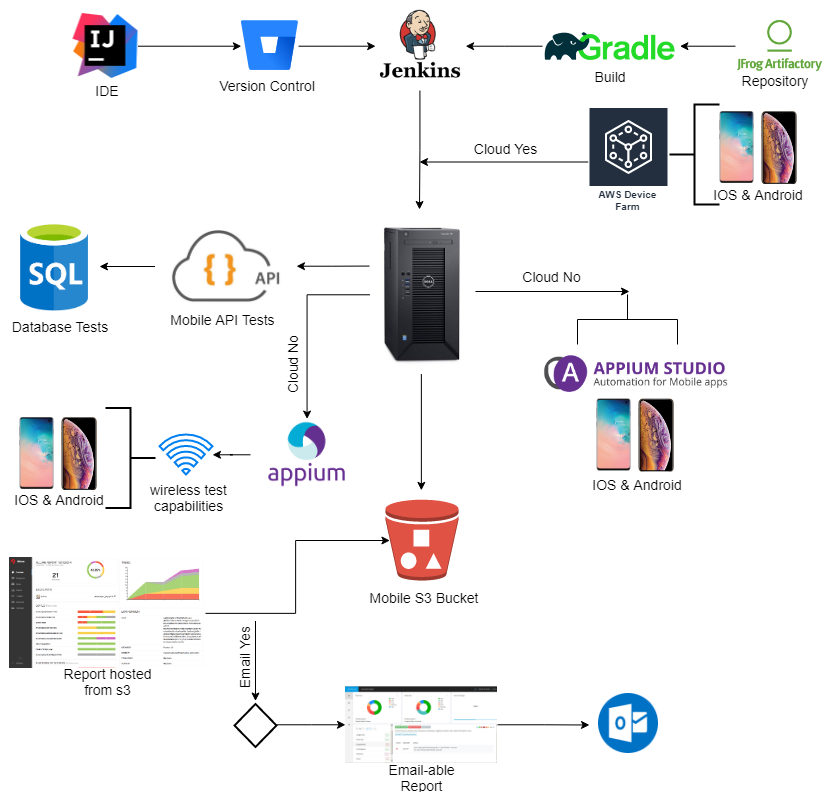 IJ
IDE
Version Control
Jenkins
Gradle
Build
JFrog Artifactory
Repository
Cloud Yes
AWS Device
Farm
IOS & Android
SQL
Database Tests
API
Mobile API Tests
DELL
Cloud No
Cloud No
A
APPIUM STUDIO
Automation for Mobile apps
IOS & Android
appium
wireless test
capabilities
IOS & Android
Mobile S3 Bucket
21
Report hosted
from s3
Email Yes
Email-able
Report